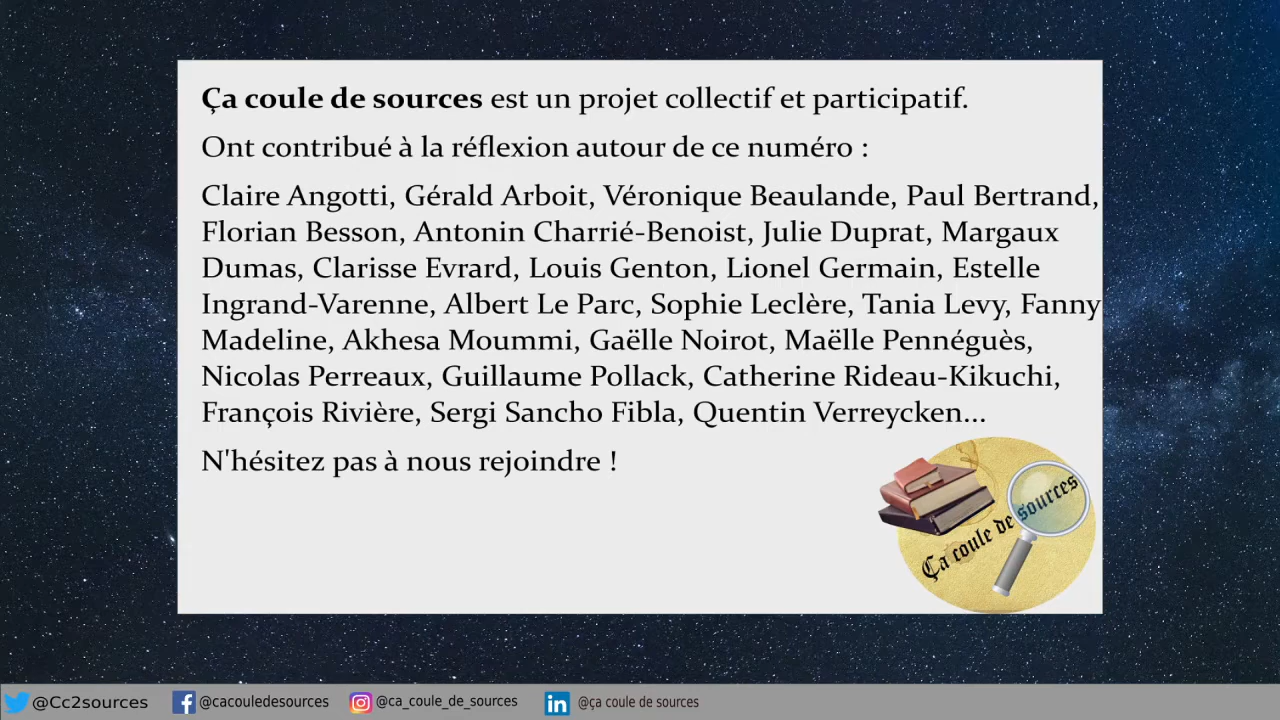 Ça coule de sources est un projet collectif et participatif.
Ont contribué à la réflexion autour de ce numéro :
Claire Angotti, Gérald Arboit, Véronique Beaulande, Paul Bertrand,
Florian Besson, Antonin Charrié-Benoist, Julie Duprat, Margaux
Dumas, Clarisse Evrard, Louis Genton, Lionel Germain, Estelle
Ingrand-Varenne, Albert Le Parc, Sophie Leclère, Tania Levy, Fanny
Madeline, Akhesa Moummi, Gaëlle Noirot, Maëlle Pennéguès,
Nicolas Perreaux, Guillaume Pollack, Catherine Rideau-Kikuchi,
François Rivière, Sergi Sancho Fibla, Quentin Verreycken...
N'hésitez pas à nous rejoindre !
Ça coule de sources
@Cc2sources
@cacouledesources
@ca_coule_de_sources
in @ça coule de sources